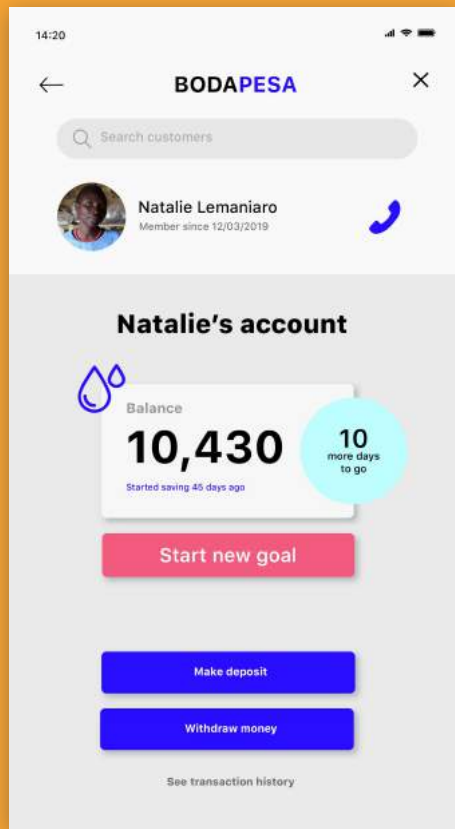 14:20
BODAPESA
Search customers
Natalie Lemaniaro
Member since 12/03/2019
Natalie's account
Balance
10,430
Started saving 45 days ago
10
more days
to go
Start new goal
Make deposit
Withdraw money
See transaction history